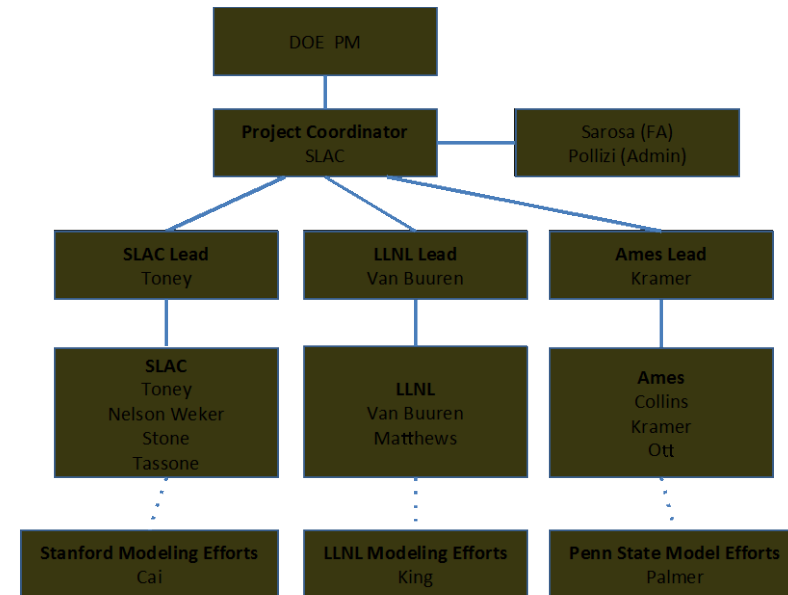 DOE PM
Project Coordinator
SLAC
Sarosa (FA)
Pollizi (Admin)
SLAC Lead
Toney
LLNL Lead
Van Buuren
Ames Lead
Kramer
SLAC
Toney
Nelson Weker
Stone
Tassone
LLNL
Van Buuren
Matthews
Ames
Collins
Kramer
Ott
Stanford Modeling Efforts
Cai
LLNL Modeling Efforts
King
Penn State Model Efforts
Palmer